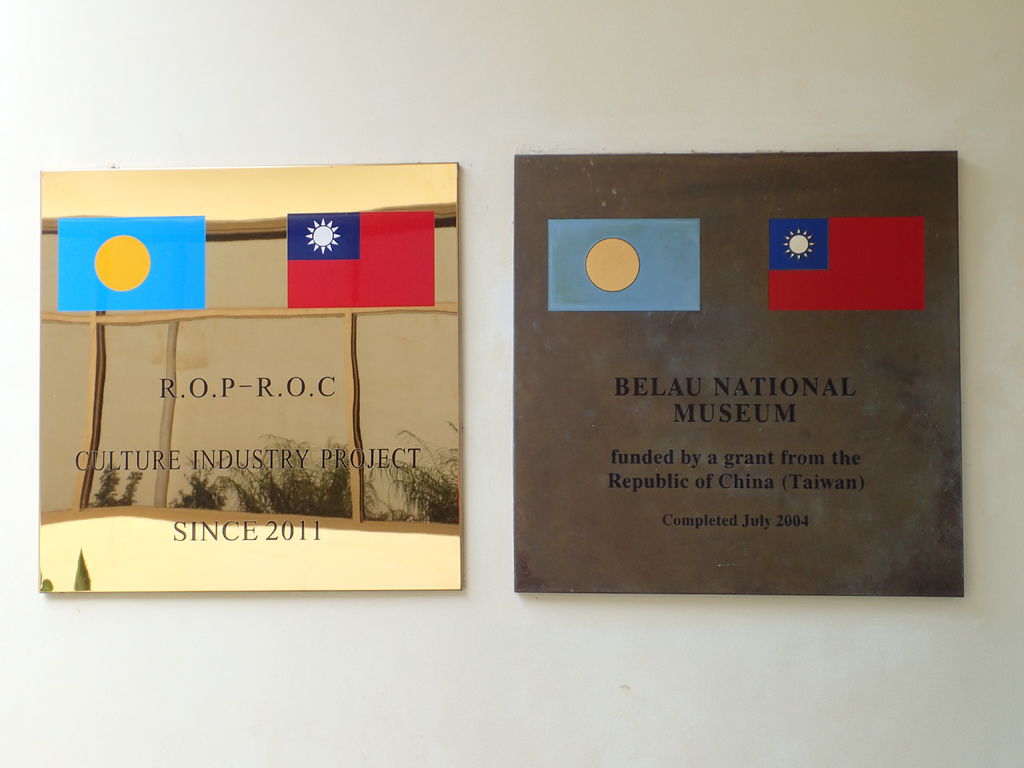 R.O.P-R.O.C
CULTURE INDUSTRY PROJECT
SINCE 2011
BELAU NATIONAL
MUSEUM
funded by a grant from the
Republic of China (Taiwan)
Completed July 2004